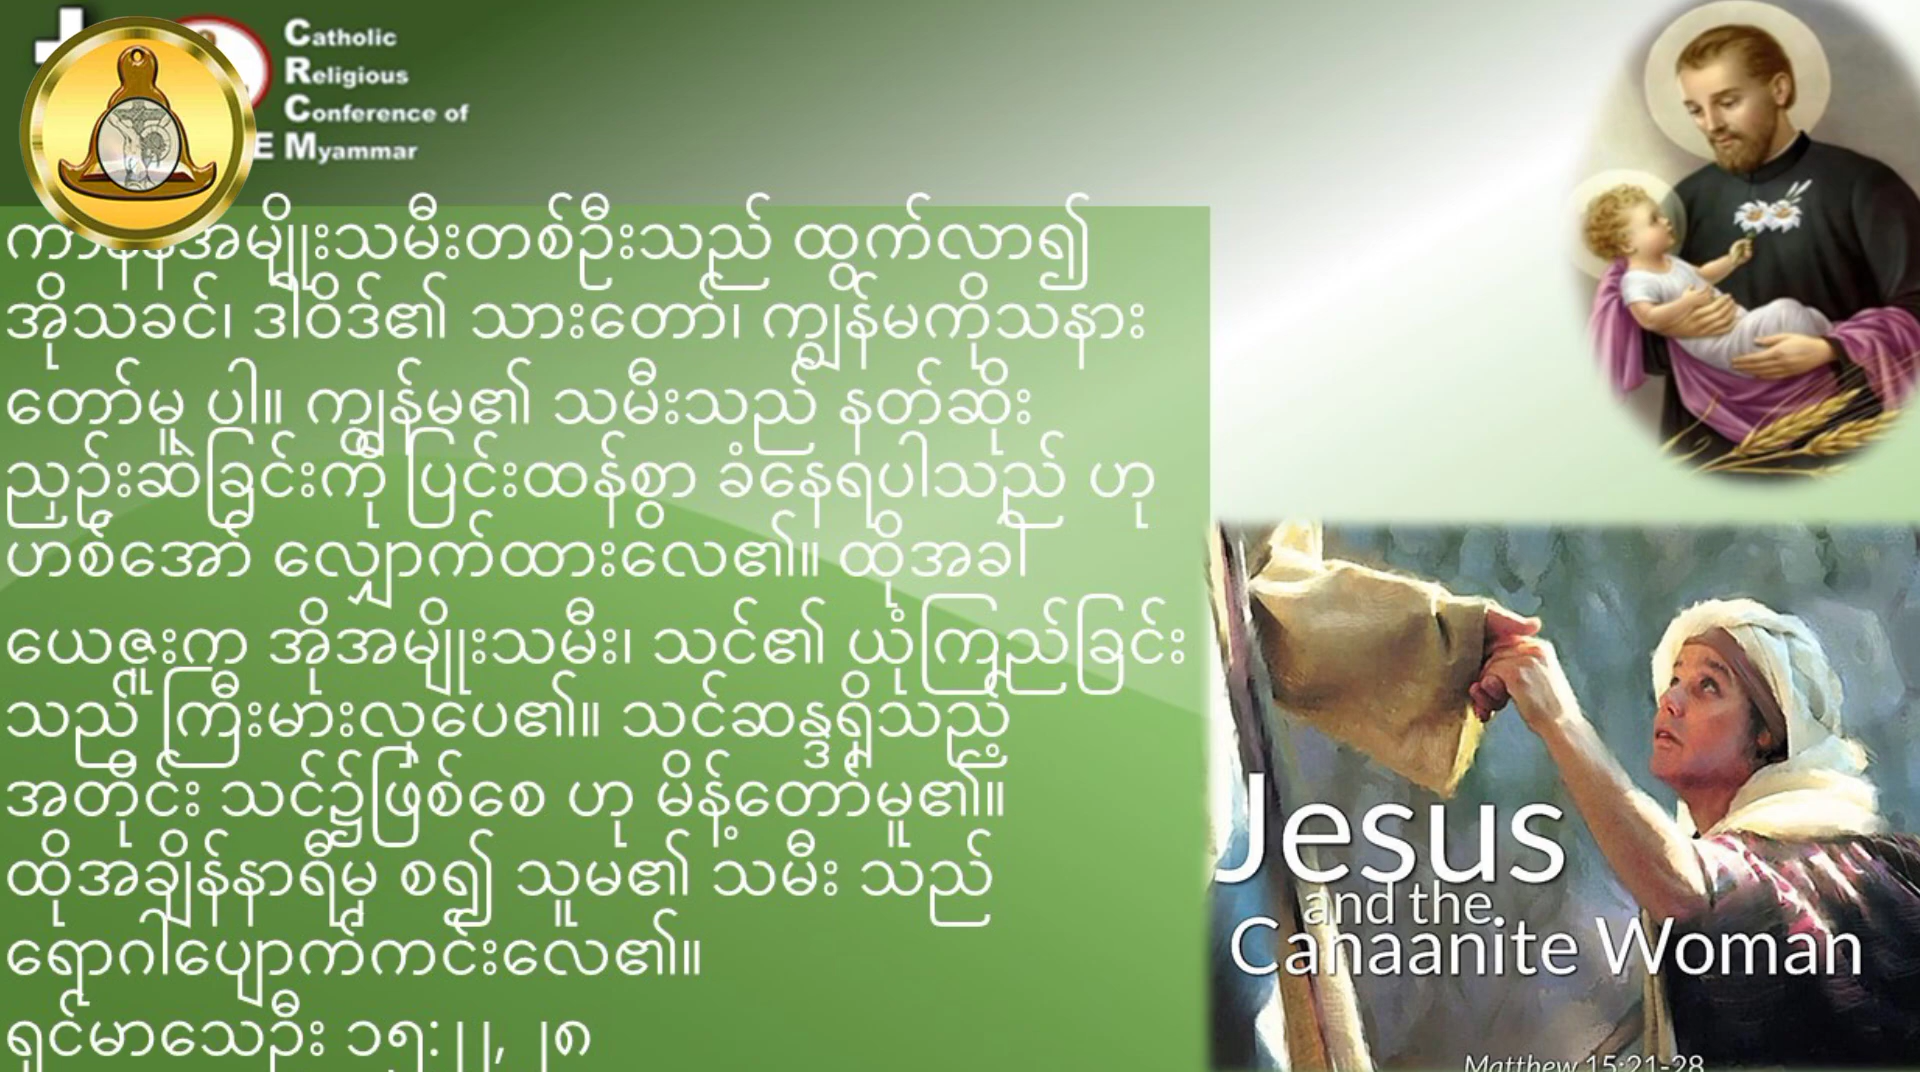 Catholic
Religious
Conference of
E Myammar
အမျိုးသမီးတစ်ဦးသည် ထွက်လာ၍
အိုသခင်၊ ဒါဝိဒ်၏ သားတော်၊ ကျွန်မကိုသနား
တော်မူ ပါ။ ကျွန်မ၏ သမီးသည် နတ်ဆိုး
ညှဉ်းဆဲခြင်းကို ပြင်းထန်စွာ ခံနေရပါသည် ဟု
ဟစ်အော် လျှောက်ထားလေ၏။ ထိုအခါ
ယေဇူးက အိုအမျိုးသမီး၊ သင်၏ ယုံကြည်ခြင်း
သည် ကြီးမားလှပေ၏။ သင်ဆန္ဒရှိသည့်
အတိုင်း သင်၌ဖြစ်စေ ဟု မိန့်တော်မူ၏။
ထိုအချိန်နာရီမှ စ၍ သူမ၏ သမီး သည်
ရောဂါပျောက်ကင်းလေ၏။
ရှင်မာသေဦး ၁၅:၂၂, ၂၈
Jesus
and the
Canaanite Woman
Matthew 15:21-28